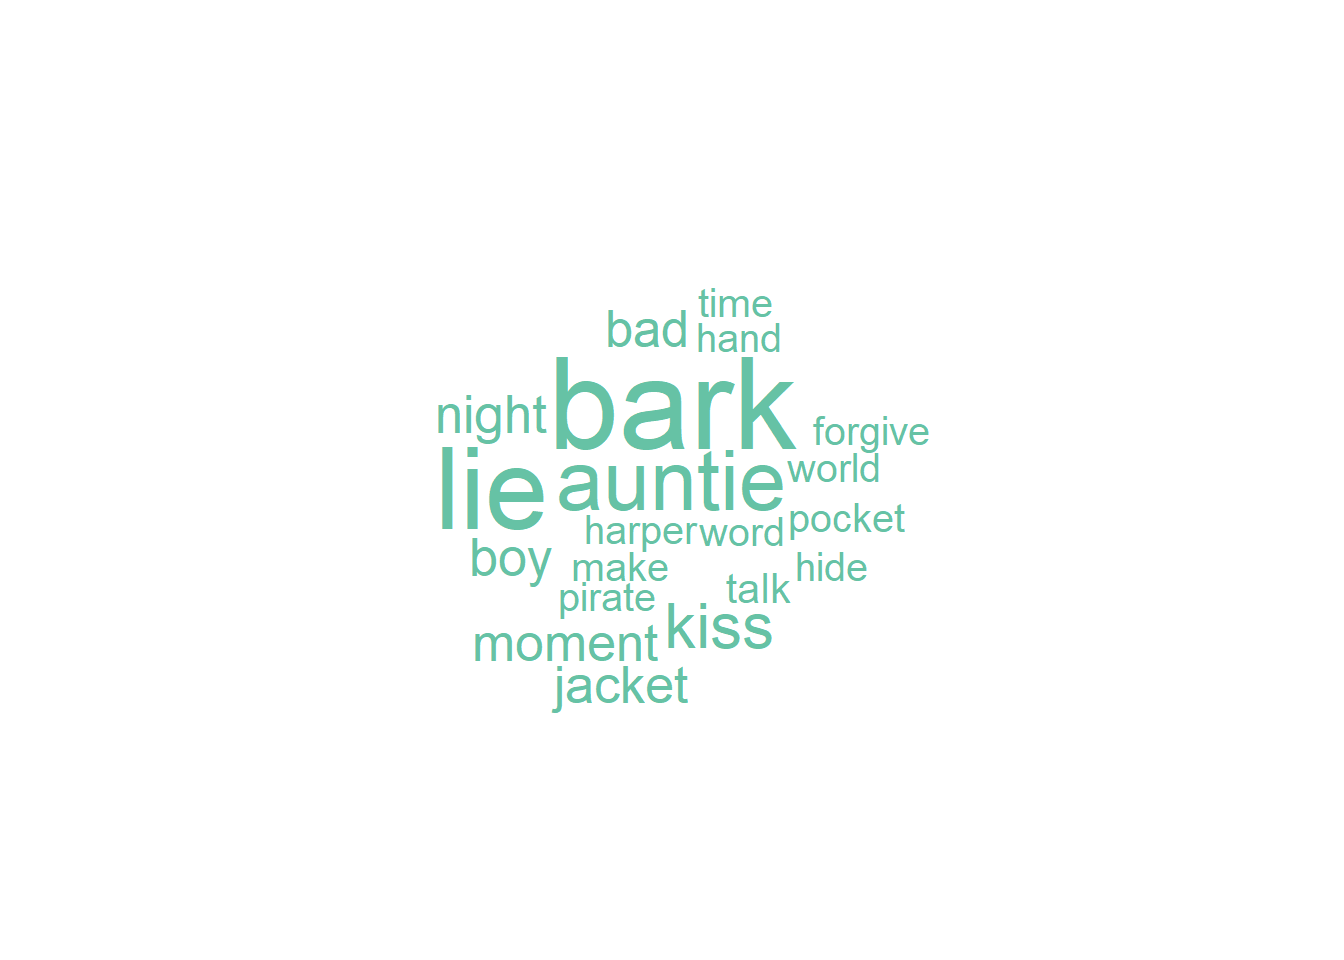 time
bad
hand
bark
night
forgive
lie
auntie
world
pocket
harper
word
boy
make
hide
talk
pirate
kiss
moment
jacket